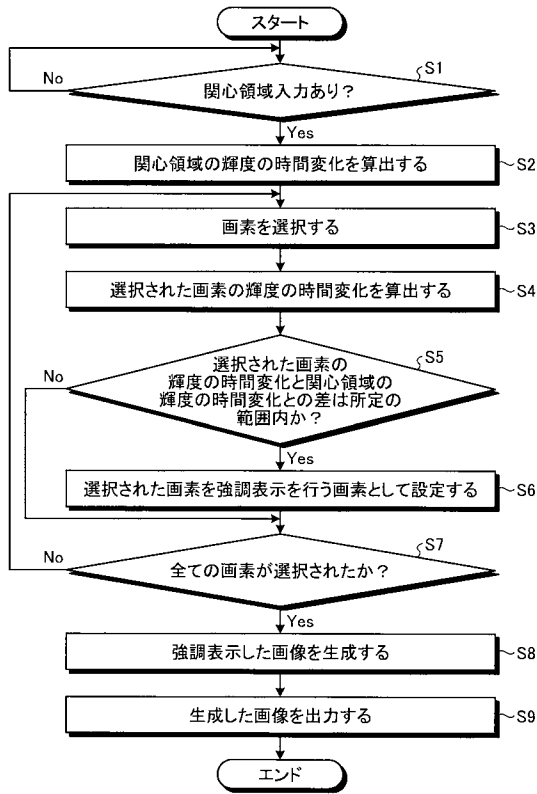 スタート
S1
No
関心領域入力あり？
Yes
関心領域の輝度の時間変化を算出する
S2
画素を選択する
S3
選択された画素の輝度の時間変化を算出する
S4
S5
No
選択された画素の
輝度の時間変化と関心領域の
輝度の時間変化との差は所定の
範囲内か？
Yes
選択された画素を強調表示を行う画素として設定する
S6
S7
No
全ての画素が選択されたか？
Yes
強調表示した画像を生成する
S8
生成した画像を出力する
S9
エンド